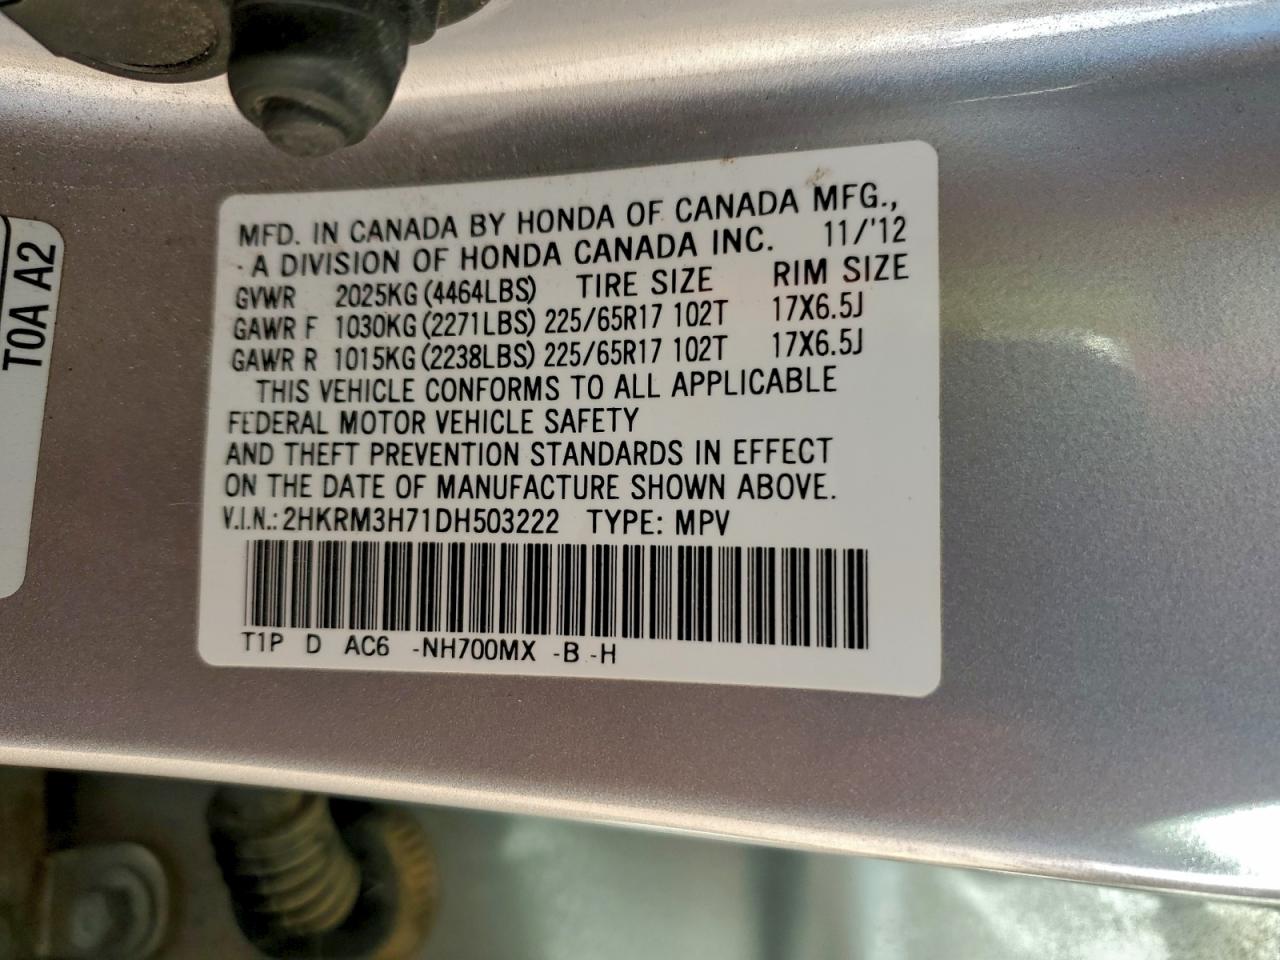 MFD. IN CANADA BY HONDA OF CANADA MFG.,
A DIVISION OF HONDA CANADA INC. 11/'12
GVWR 2025KG (4464LBS) TIRE SIZE RIM SIZE
GAWR F 1030KG (2271LBS) 225/65R17 102T 17X6.5J
GAWR R 1015KG (2238LBS) 225/65R17 102T 17X6.5J
THIS VEHICLE CONFORMS TO ALL APPLICABLE
FEDERAL MOTOR VEHICLE SAFETY
AND THEFT PREVENTION STANDARDS IN EFFECT
ON THE DATE OF MANUFACTURE SHOWN ABOVE.
V.I.N.: 2HKRM3H71DH503222 TYPE: MPV
T1P D AC6 -NH700MX -B -H
T0A A2